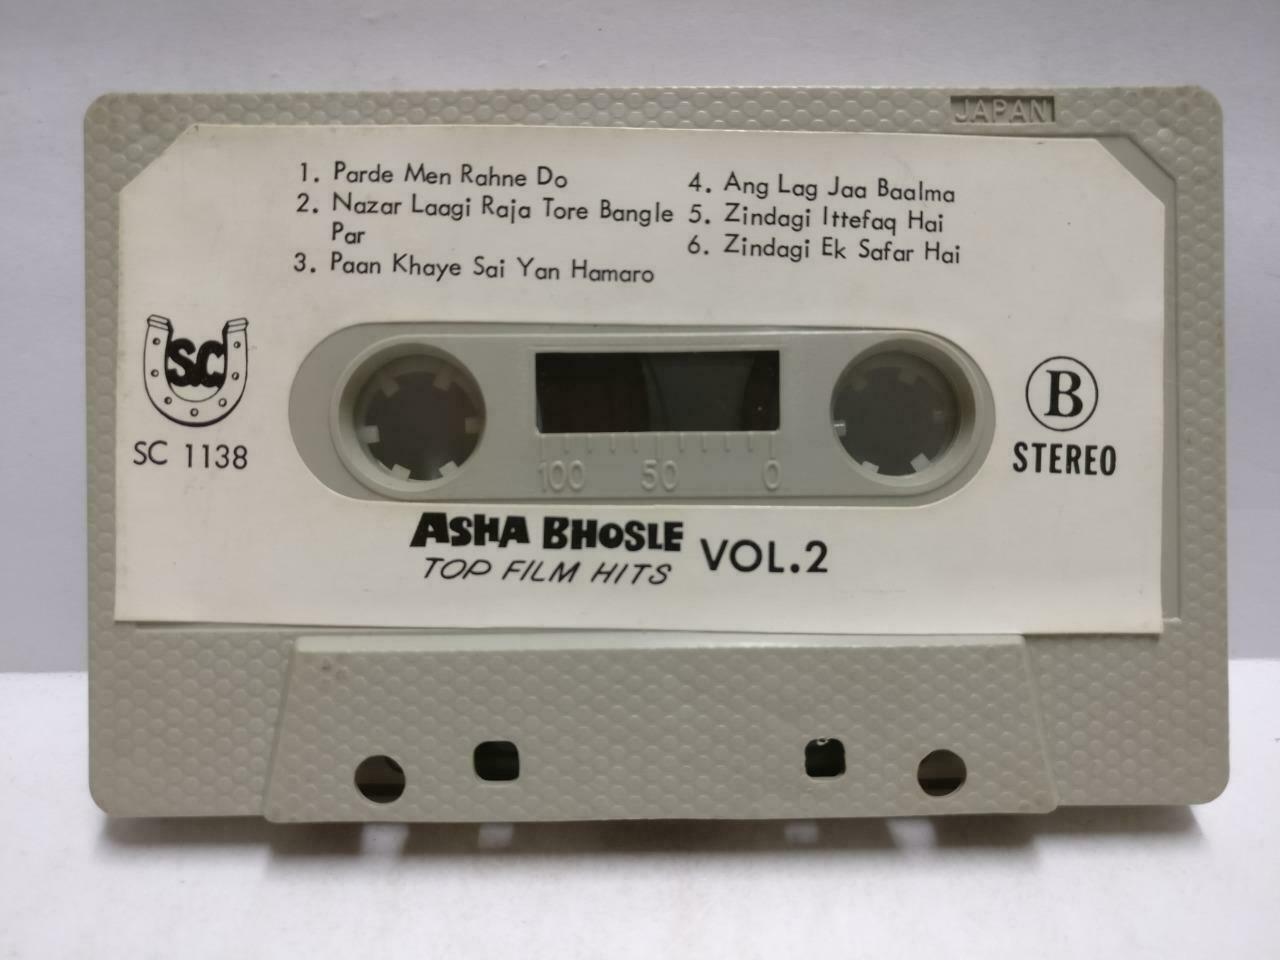 JAPAN
1. Parde Men Rahne Do
2. Nazar Laagi Raja Tore Bangle
Par
3. Paan Khaye Sai Yan Hamaro
4. Ang Lag Jaa Baalma
5. Zindagi Ittefaq Hai
6. Zindagi Ek Safar Hai
SC
SC 1138
B
STEREO
100 50 0
ASHA BHOSLE
TOP FILM HITS
VOL.2